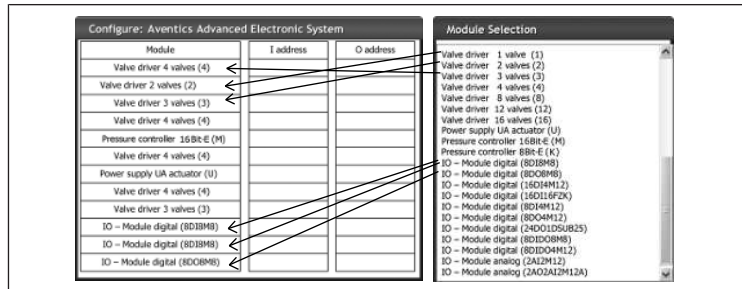 Configure: Aventics Advanced Electronic System
Module
I address
O address
Valve driver 4 valves (4)
Valve driver 2 valves (2)
Valve driver 3 valves (3)
Valve driver 4 valves (4)
Pressure controller 16Bit-E (M)
Valve driver 4 valves (4)
Power supply UA actuator (U)
Valve driver 4 valves (4)
Valve driver 3 valves (3)
IO – Module digital (8DI8M8)
IO – Module digital (8DI8M8)
IO – Module digital (8DO8M8)
Module Selection
Valve driver 1 valve (1)
Valve driver 2 valves (2)
Valve driver 3 valves (3)
Valve driver 4 valves (4)
Valve driver 8 valves (8)
Valve driver 12 valves (12)
Valve driver 16 valves (16)
Power supply UA actuator (U)
Pressure controller 16Bit-E (M)
Pressure controller 8Bit-E (K)
IO – Module digital (8DI8M8)
IO – Module digital (8DO8M8)
IO – Module digital (16DI4M12)
IO – Module digital (16DI16FZK)
IO – Module digital (8DI4M12)
IO – Module digital (8DO4M12)
IO – Module digital (24DO1DSUB25)
IO – Module digital (8DIDO8M8)
IO – Module digital (8DIDO4M12)
IO – Module analog (2AI2M12)
IO – Module analog (2AO2AI2M12A)